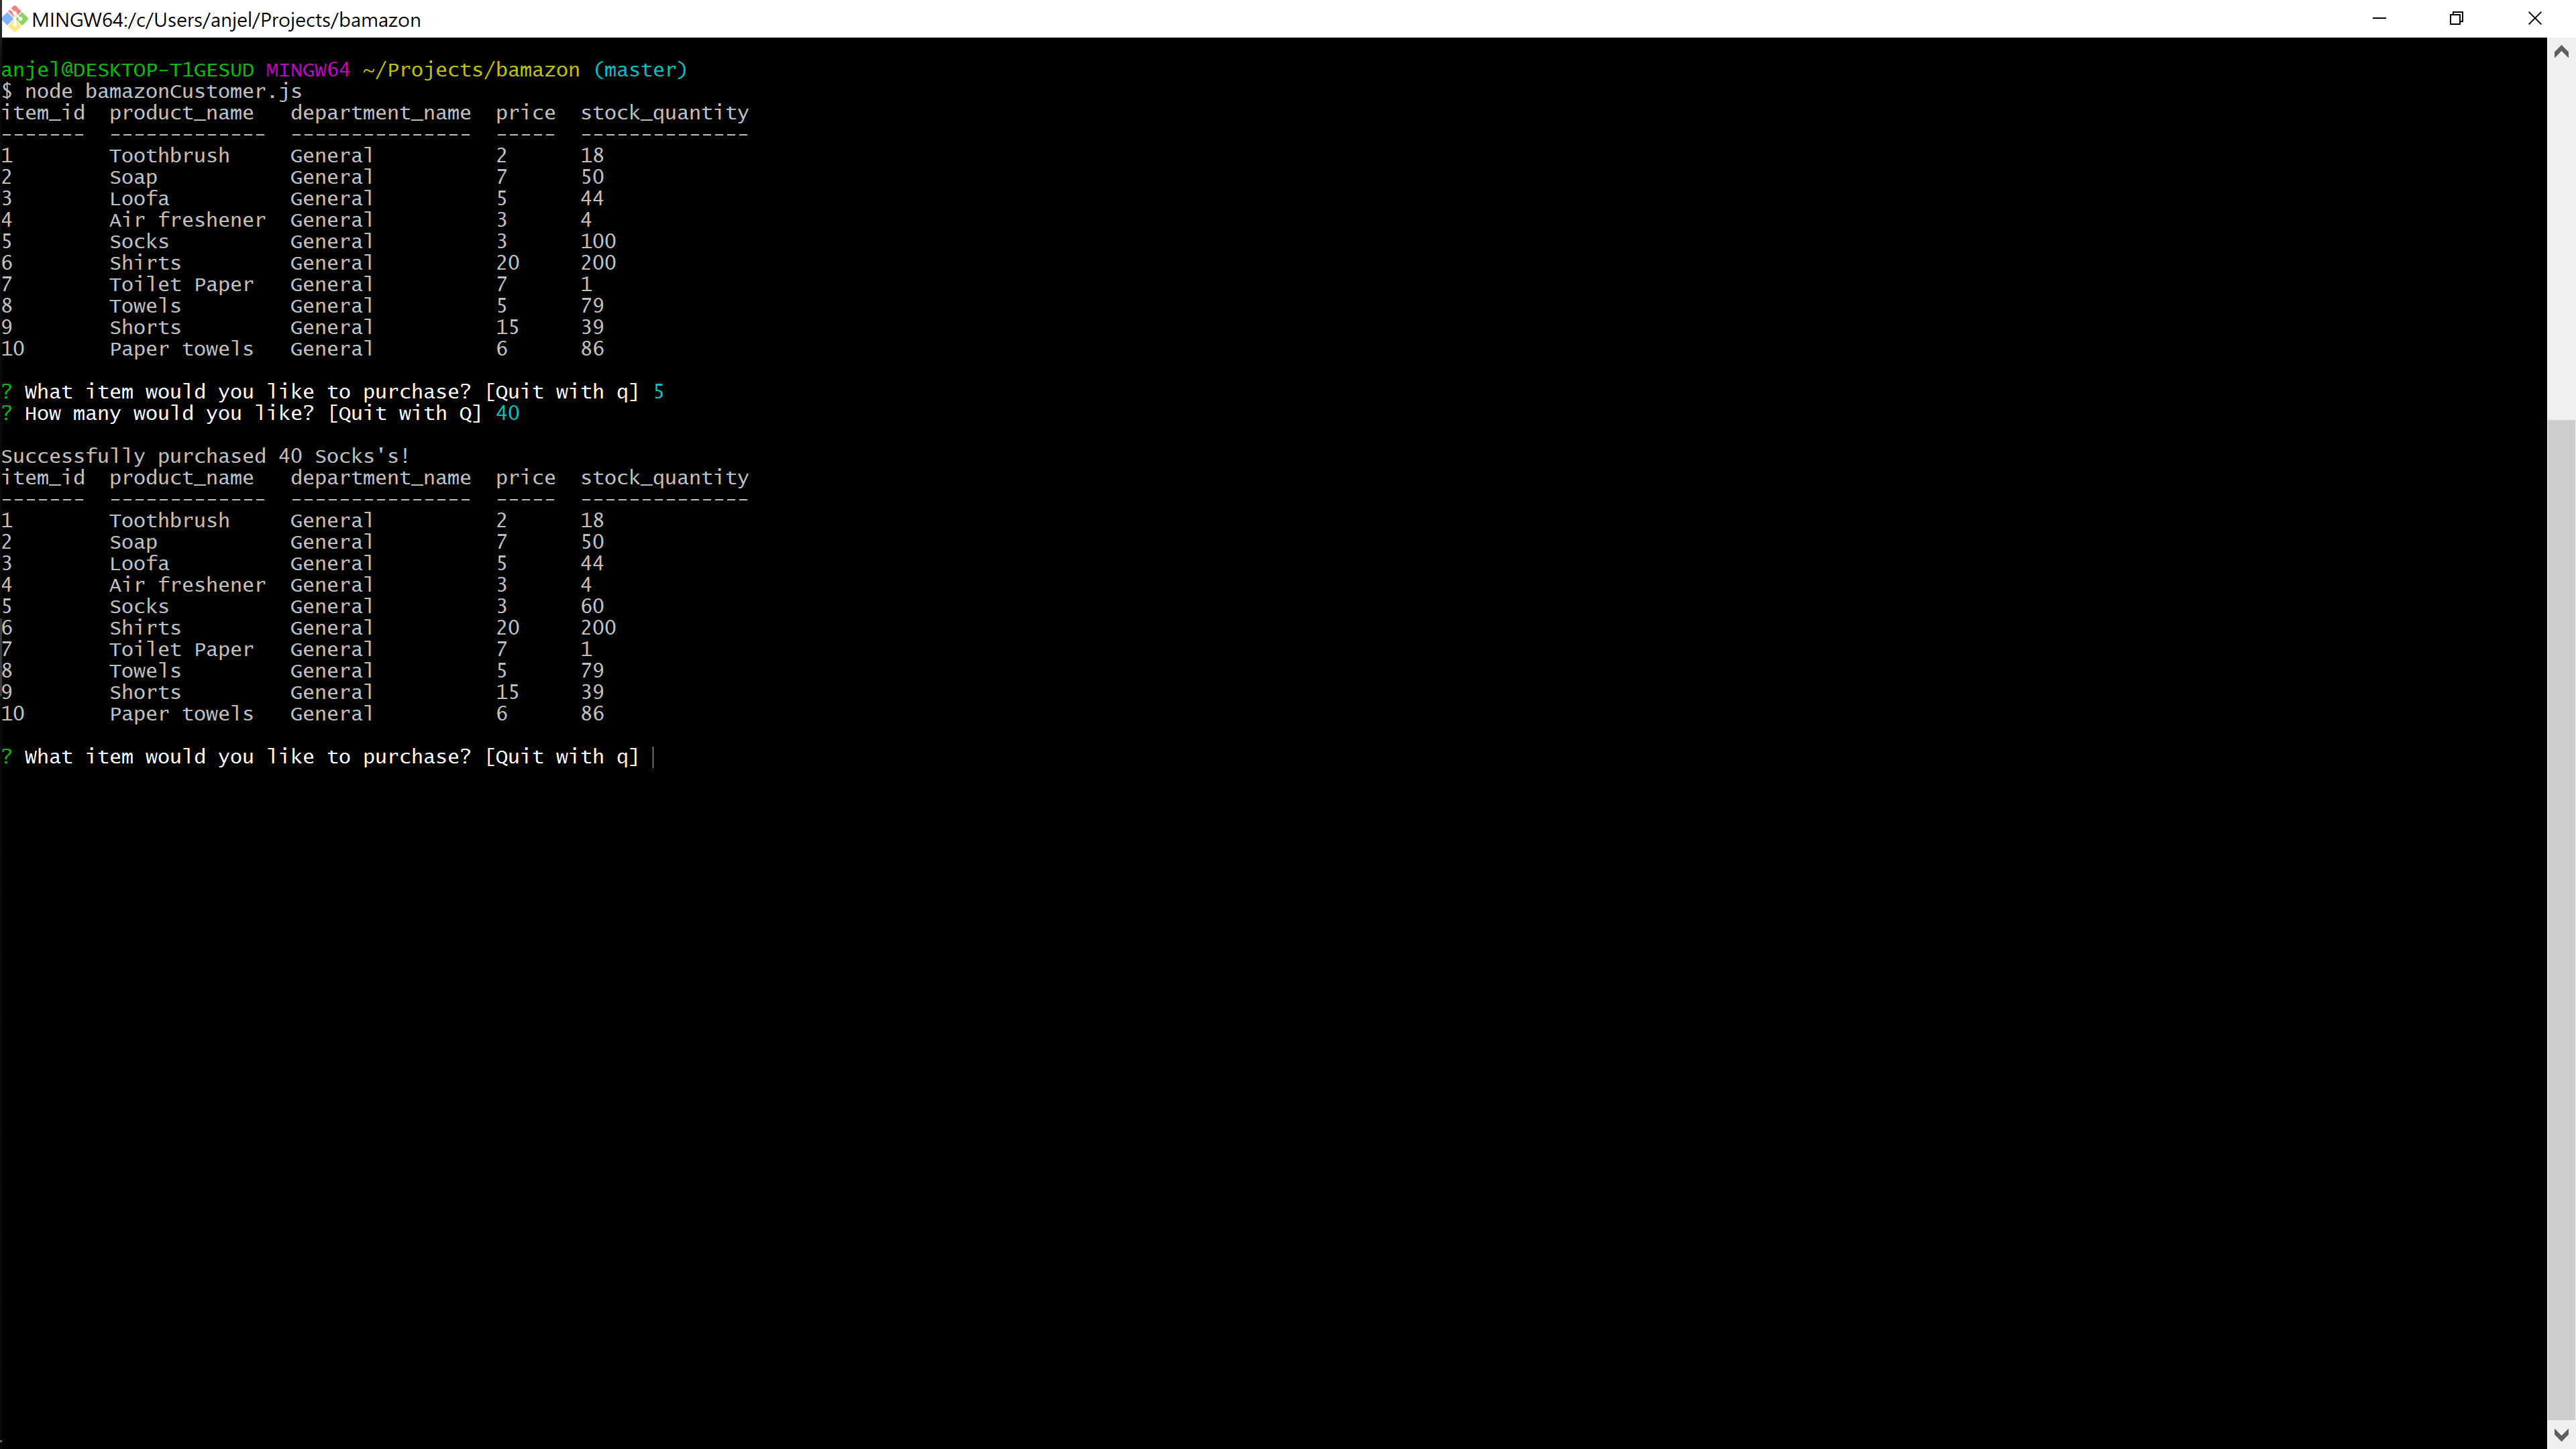 MINGW64:/c/Users/anjel/Projects/bamazon
anjel@DESKTOP-T1GESUD MINGW64 ~/Projects/bamazon (master)
$ node bamazonCustomer.js
item_id  product_name   department_name  price  stock_quantity
-------  -------------  ---------------  -----  --------------
1        Toothbrush     General          2      18
2        Soap           General          7      50
3        Loofa          General          5      44
4        Air freshener  General          3      4
5        Socks          General          3      100
6        Shirts         General          20     200
7        Toilet Paper   General          7      1
8        Towels         General          5      79
9        Shorts         General          15     39
10       Paper towels   General          6      86
? What item would you like to purchase? [Quit with q] 5
? How many would you like? [Quit with Q] 40
Successfully purchased 40 Socks's!
item_id  product_name   department_name  price  stock_quantity
-------  -------------  ---------------  -----  --------------
1        Toothbrush     General          2      18
2        Soap           General          7      50
3        Loofa          General          5      44
4        Air freshener  General          3      4
5        Socks          General          3      60
6        Shirts         General          20     200
7        Toilet Paper   General          7      1
8        Towels         General          5      79
9        Shorts         General          15     39
10       Paper towels   General          6      86
? What item would you like to purchase? [Quit with q]